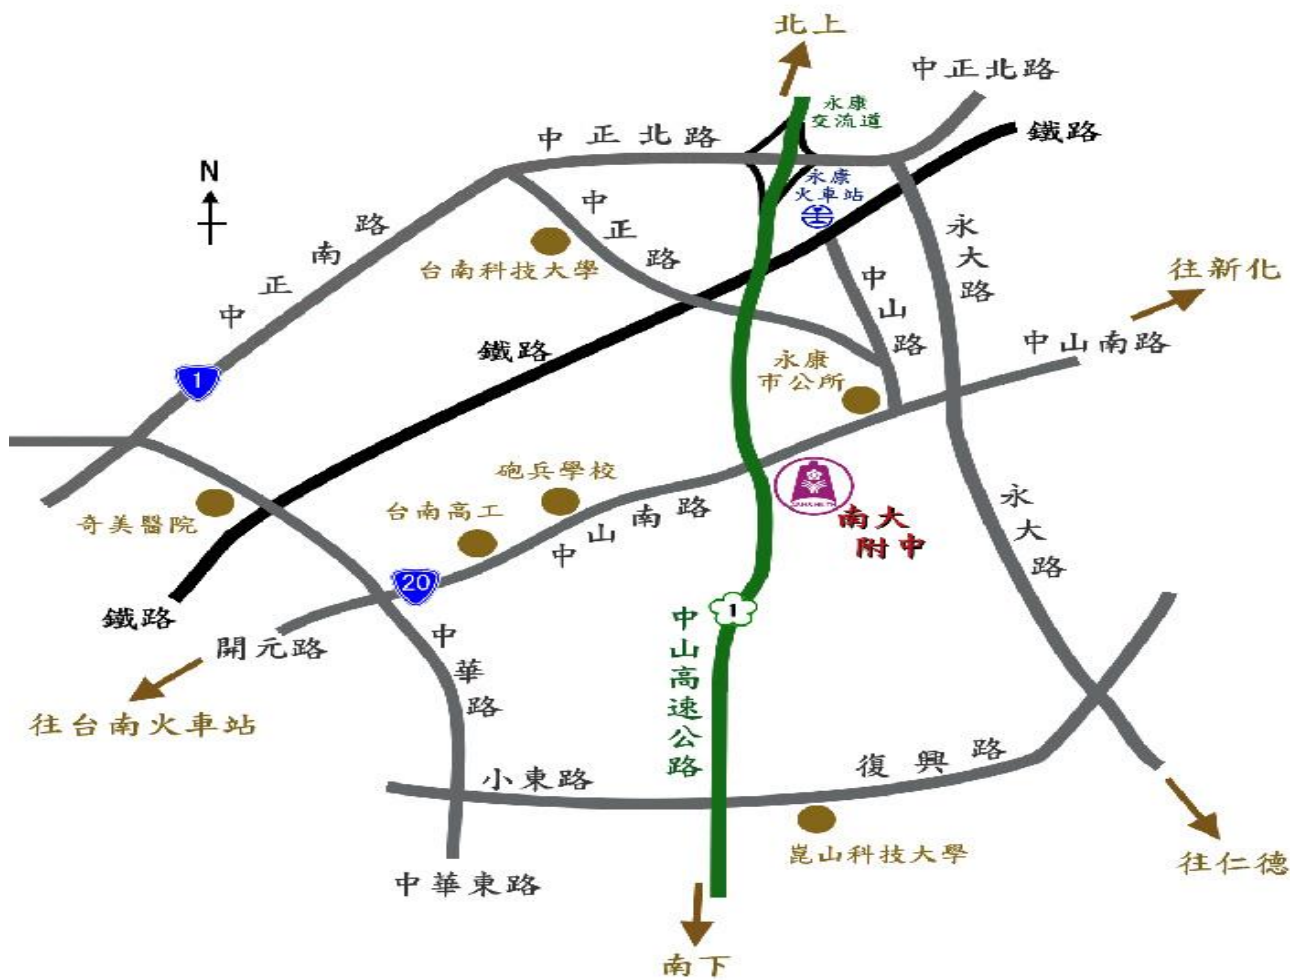 北上
中正北路
永康
交流道
鐵路
中正北路
N
永康
火車站
中正南路
中正路
永大路
台南科技大學
往新化
中山路
中山南路
鐵路
永康
市公所
1
砲兵學校
奇美醫院
台南高工
中山南路
南大
附中
永大路
20
1
鐵路
開元路
中華路
中山高速公路
往台南火車站
小東路
復興路
崑山科技大學
往仁德
中華東路
南下